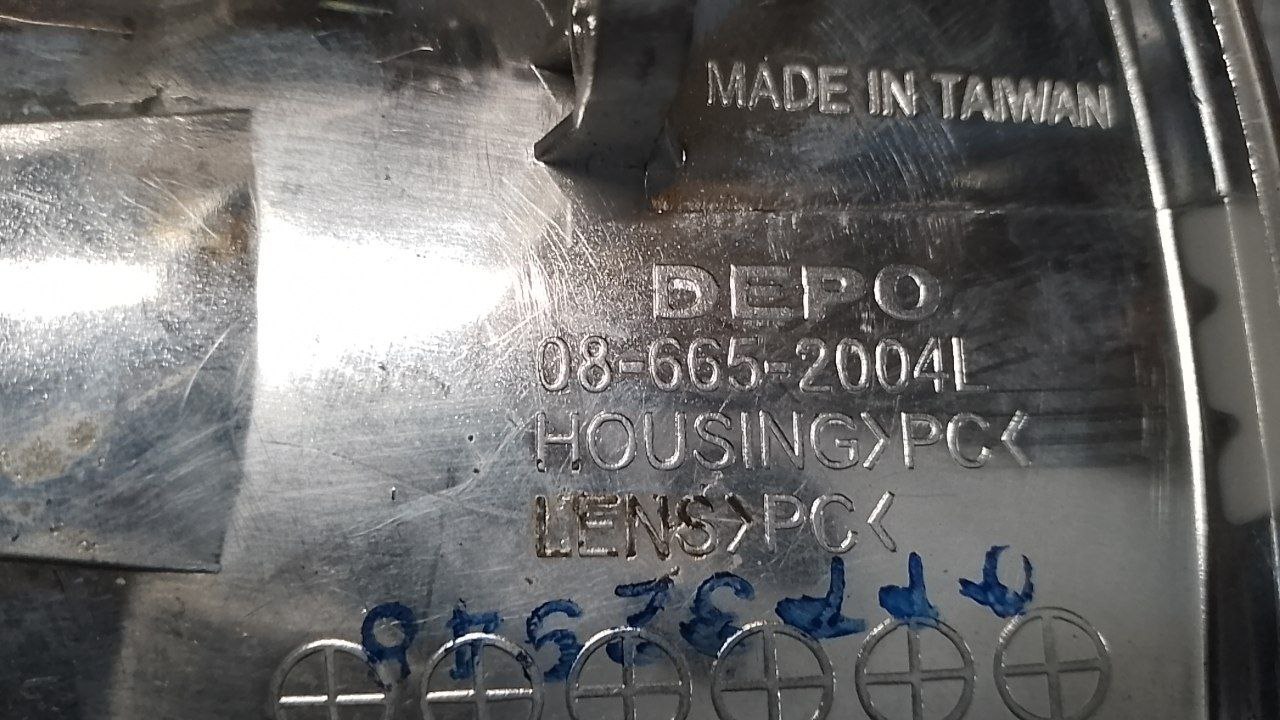 MADE IN TAIWAN
DEPO
08-665-2004L
HOUSING>PC<
LENS>PC<